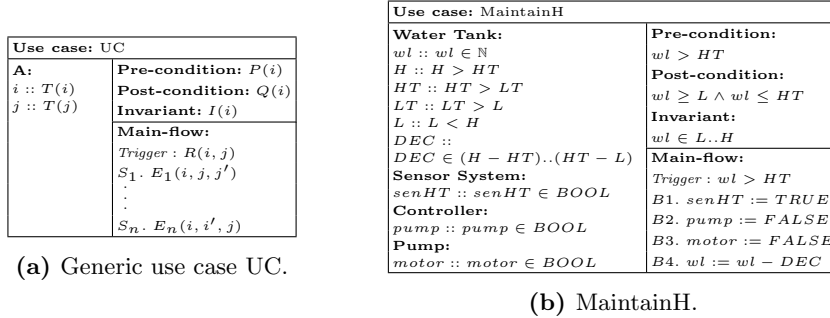 Use case: UC
A:
i :: T(i)
j :: T(j)
Pre-condition: P(i)
Post-condition: Q(i)
Invariant: I(i)
Main-flow:
Trigger : R(i, j)
S₁. E₁(i, j, j′)
.
.
.
Sₙ. Eₙ(i, i′, j)
(a) Generic use case UC.
Use case: MaintainH
Water Tank:
wl :: wl ∈ ℕ
H :: H > HT
HT :: HT > LT
LT :: LT > L
L :: L < H
DEC ::
DEC ∈ (H − HT)..(HT − L)
Sensor System:
senHT :: senHT ∈ BOOL
Controller:
pump :: pump ∈ BOOL
Pump:
motor :: motor ∈ BOOL
Pre-condition:
wl > HT
Post-condition:
wl ≥ L ∧ wl ≤ HT
Invariant:
wl ∈ L..H
Main-flow:
Trigger : wl > HT
B1. senHT := TRUE
B2. pump := FALSE
B3. motor := FALSE
B4. wl := wl − DEC
(b) MaintainH.